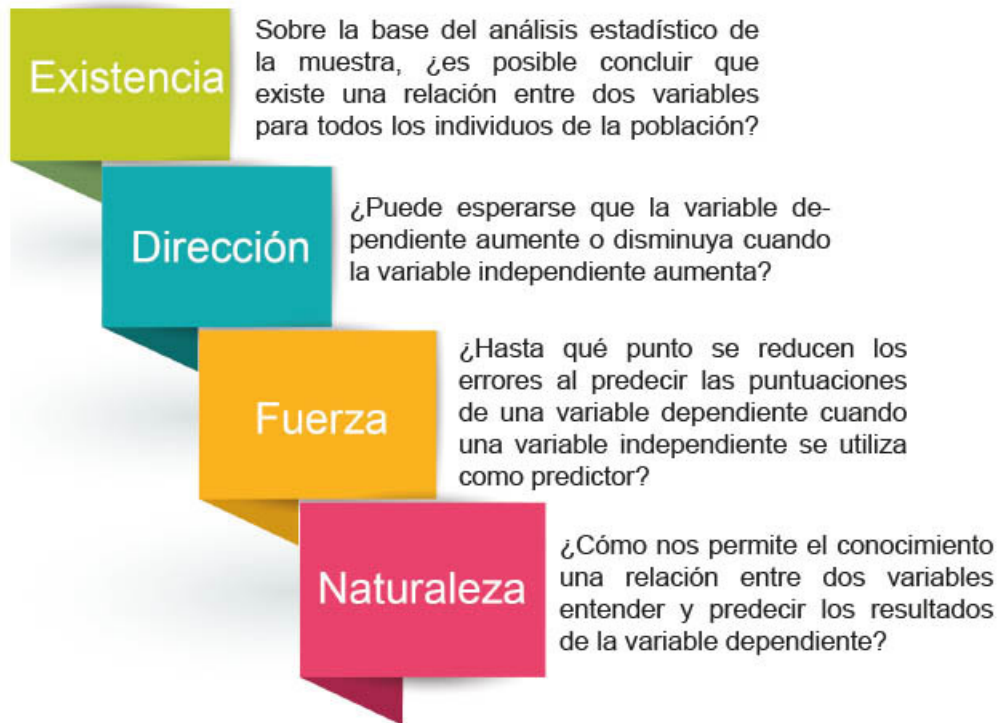 Existencia
Sobre la base del análisis estadístico de
la muestra, ¿es posible concluir que
existe una relación entre dos variables
para todos los individuos de la población?
Dirección
¿Puede esperarse que la variable de-
pendiente aumente o disminuya cuando
la variable independiente aumenta?
Fuerza
¿Hasta qué punto se reducen los
errores al predecir las puntuaciones
de una variable dependiente cuando
una variable independiente se utiliza
como predictor?
Naturaleza
¿Cómo nos permite el conocimiento
una relación entre dos variables
entender y predecir los resultados
de la variable dependiente?